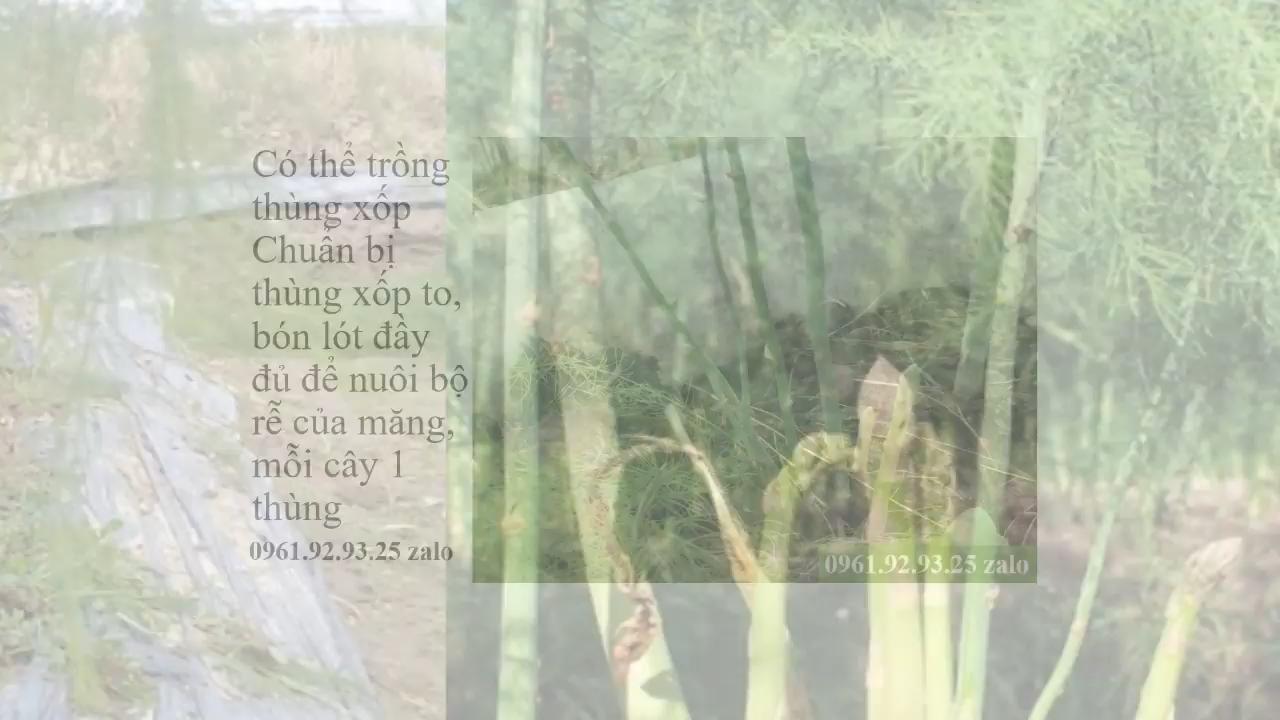 Có thể trồng
thùng xốp
Chuẩn bị
thùng xốp to,
bón lót đầy
đủ để nuôi bộ
rễ của măng,
mỗi cây 1
thùng
0961.92.93.25 zalo
0961.92.93.25 zalo